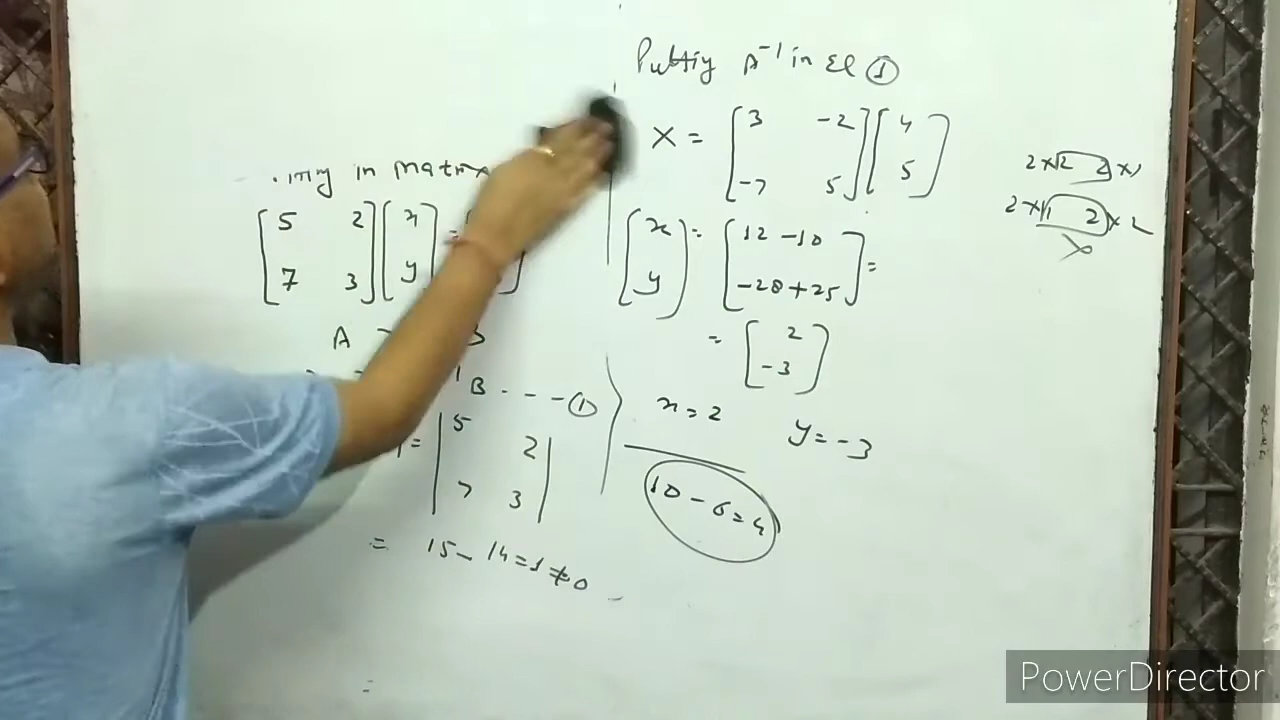 in matrix
[5 2
7 3] [x
y] =
A
B - - - - ①
= |5 2
7 3|
= 15 - 14 = 1 ≠ 0
Puttiy A⁻¹ in EQ ①
X = [3 -2
-7 5] [4
5]
[x
y] = [12 - 10
-28 + 25] =
= [2
-3]
x = 2 y = -3
10 - 6 = 4
2×2 2×1
2×1 2×2
PowerDirector